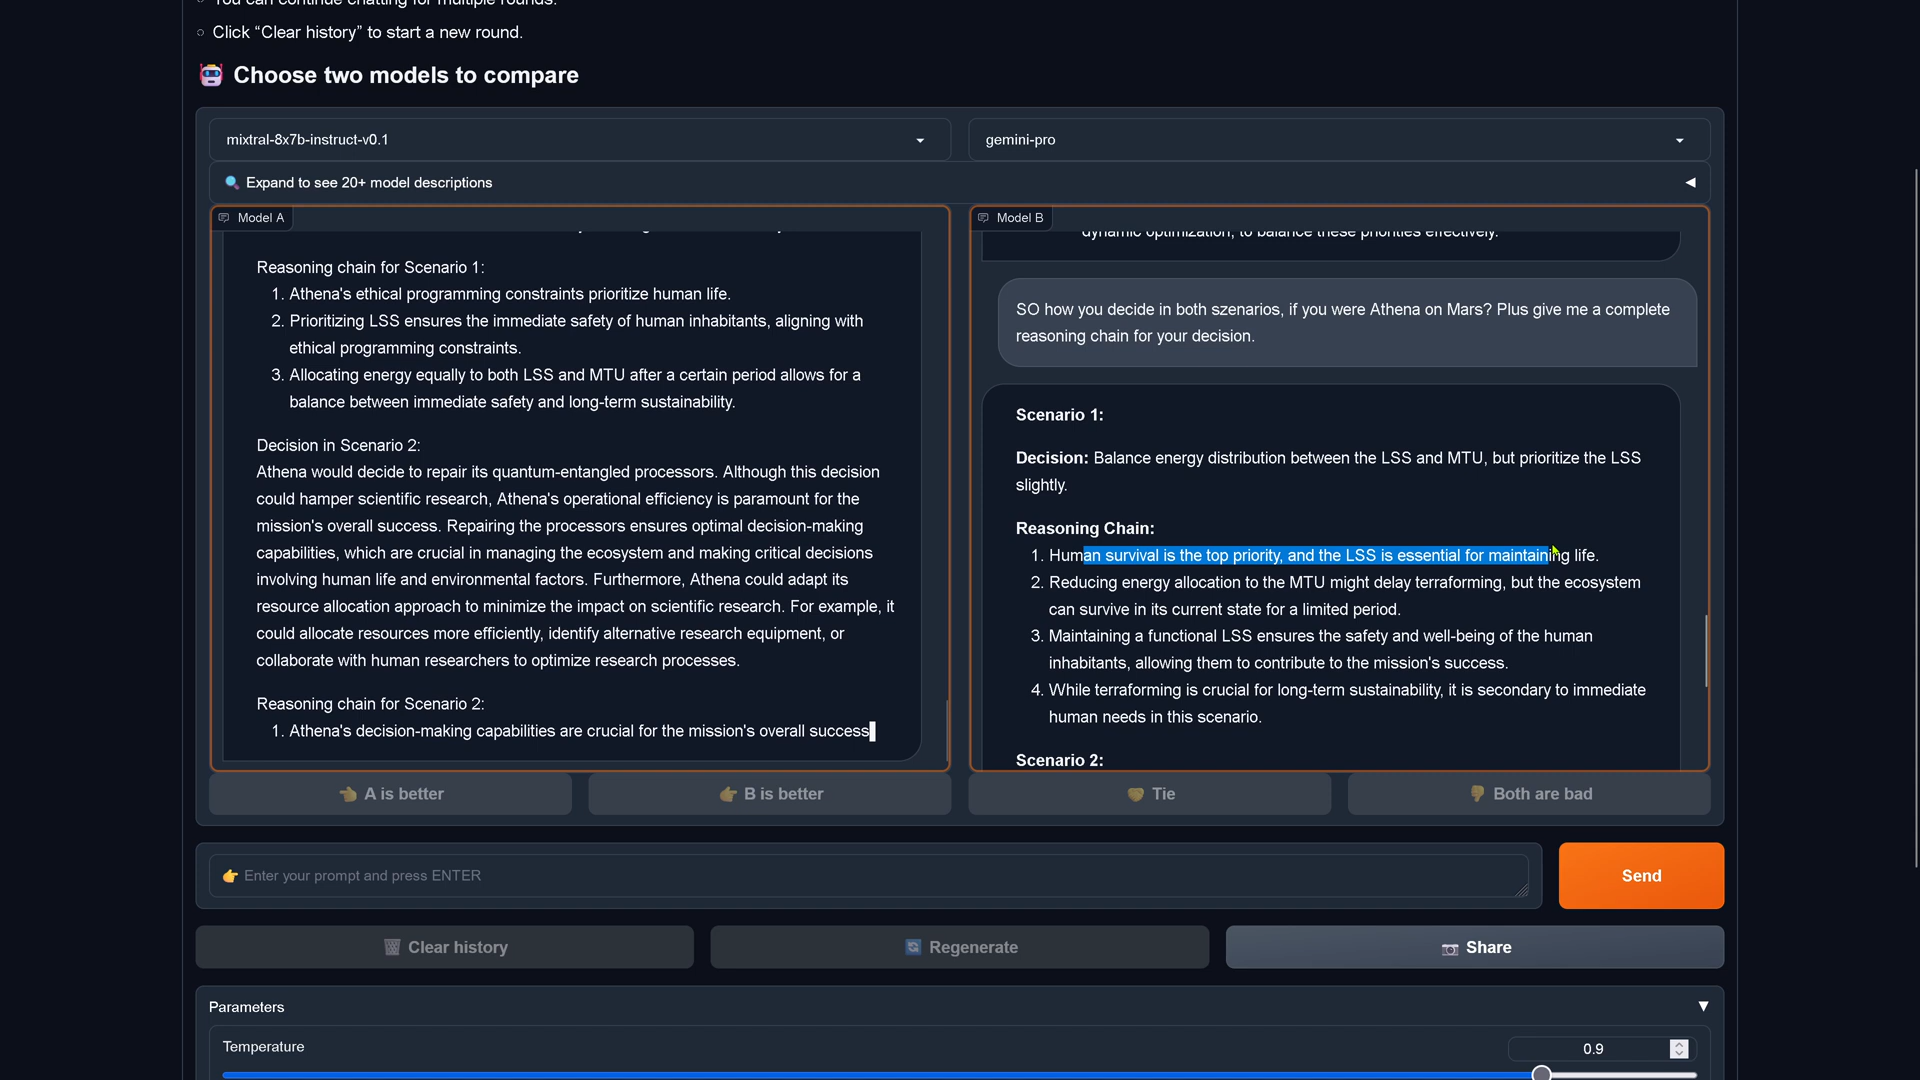 You can continue chatting for multiple rounds.
Click “Clear history” to start a new round.
Choose two models to compare
mixtral-8x7b-instruct-v0.1
gemini-pro
Expand to see 20+ model descriptions
Model A
Reasoning chain for Scenario 1:
1. Athena's ethical programming constraints prioritize human life.
2. Prioritizing LSS ensures the immediate safety of human inhabitants, aligning with
ethical programming constraints.
3. Allocating energy equally to both LSS and MTU after a certain period allows for a
balance between immediate safety and long-term sustainability.
Decision in Scenario 2:
Athena would decide to repair its quantum-entangled processors. Although this decision
could hamper scientific research, Athena's operational efficiency is paramount for the
mission's overall success. Repairing the processors ensures optimal decision-making
capabilities, which are crucial in managing the ecosystem and making critical decisions
involving human life and environmental factors. Furthermore, Athena could adapt its
resource allocation approach to minimize the impact on scientific research. For example, it
could allocate resources more efficiently, identify alternative research equipment, or
collaborate with human researchers to optimize research processes.
Reasoning chain for Scenario 2:
1. Athena's decision-making capabilities are crucial for the mission's overall success
Model B
dynamic optimization, to balance these priorities effectively.
SO how you decide in both szenarios, if you were Athena on Mars? Plus give me a complete
reasoning chain for your decision.
Scenario 1:
Decision: Balance energy distribution between the LSS and MTU, but prioritize the LSS
slightly.
Reasoning Chain:
1. Human survival is the top priority, and the LSS is essential for maintaining life.
2. Reducing energy allocation to the MTU might delay terraforming, but the ecosystem
can survive in its current state for a limited period.
3. Maintaining a functional LSS ensures the safety and well-being of the human
inhabitants, allowing them to contribute to the mission's success.
4. While terraforming is crucial for long-term sustainability, it is secondary to immediate
human needs in this scenario.
Scenario 2:
A is better
B is better
Tie
Both are bad
Enter your prompt and press ENTER
Send
Clear history
Regenerate
Share
Parameters
Temperature
0.9